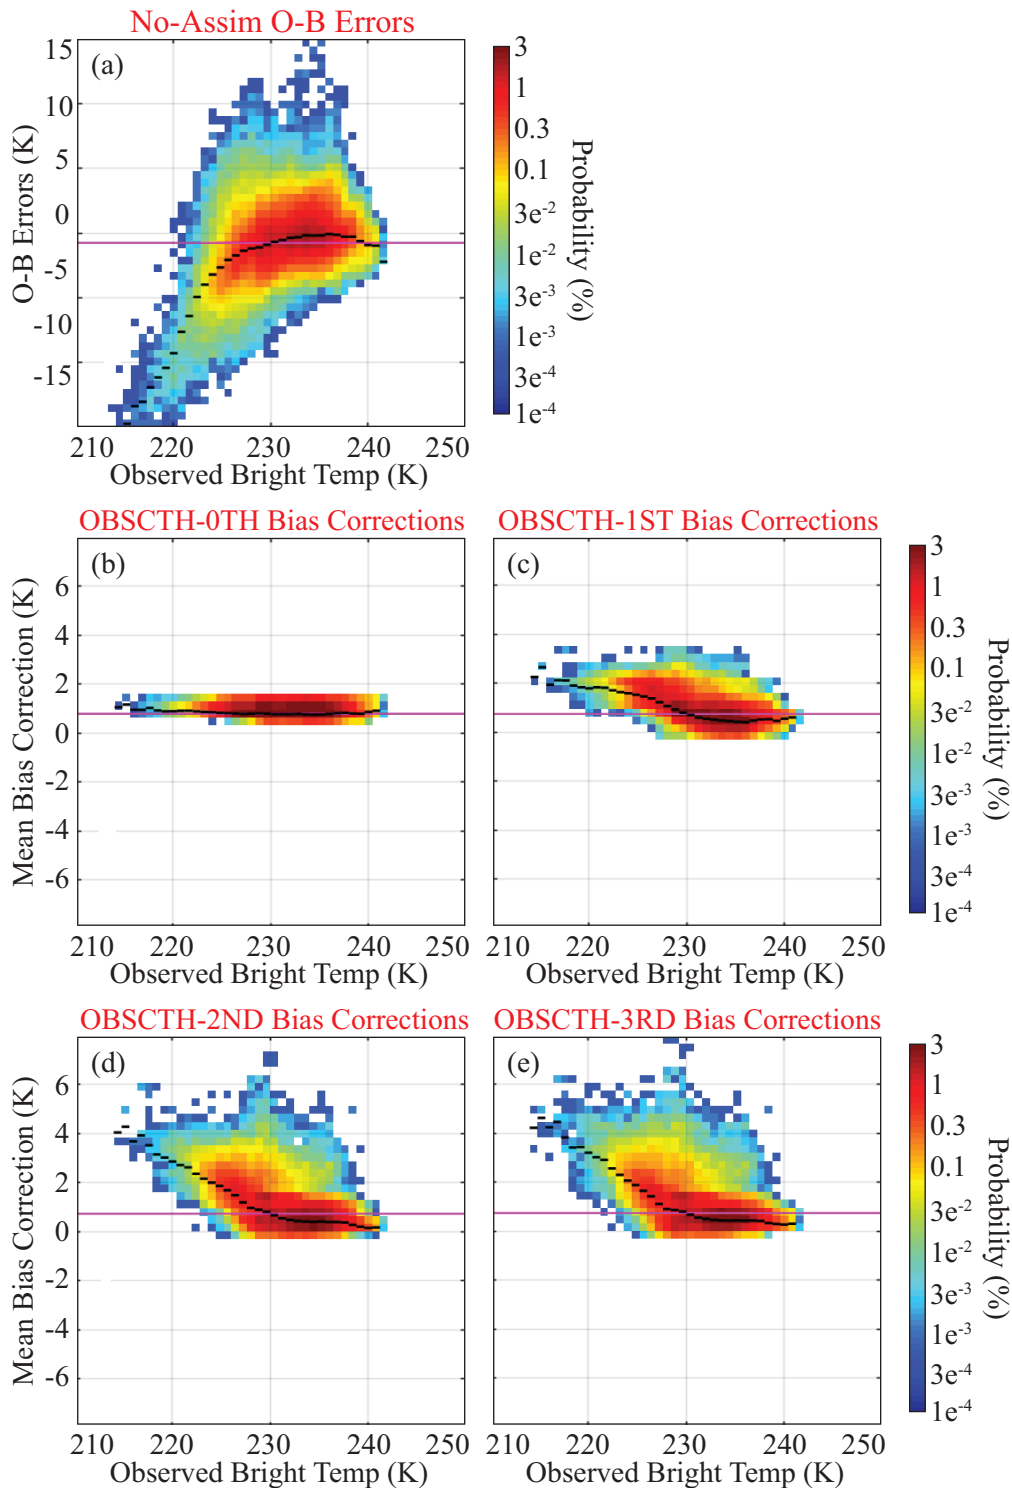 No-Assim O-B Errors
(a)
15
10
5
0
-5
-10
-15
O-B Errors (K)
210 220 230 240 250
Observed Bright Temp (K)
3
1
0.3
0.1
3e-2
1e-2
3e-3
1e-3
3e-4
1e-4
Probability (%)
OBSCTH-0TH Bias Corrections
(b)
6
4
2
0
-2
-4
-6
Mean Bias Correction (K)
210 220 230 240 250
Observed Bright Temp (K)
OBSCTH-1ST Bias Corrections
(c)
210 220 230 240 250
Observed Bright Temp (K)
3
1
0.3
0.1
3e-2
1e-2
3e-3
1e-3
3e-4
1e-4
Probability (%)
OBSCTH-2ND Bias Corrections
(d)
6
4
2
0
-2
-4
-6
Mean Bias Correction (K)
210 220 230 240 250
Observed Bright Temp (K)
OBSCTH-3RD Bias Corrections
(e)
210 220 230 240 250
Observed Bright Temp (K)
3
1
0.3
0.1
3e-2
1e-2
3e-3
1e-3
3e-4
1e-4
Probability (%)